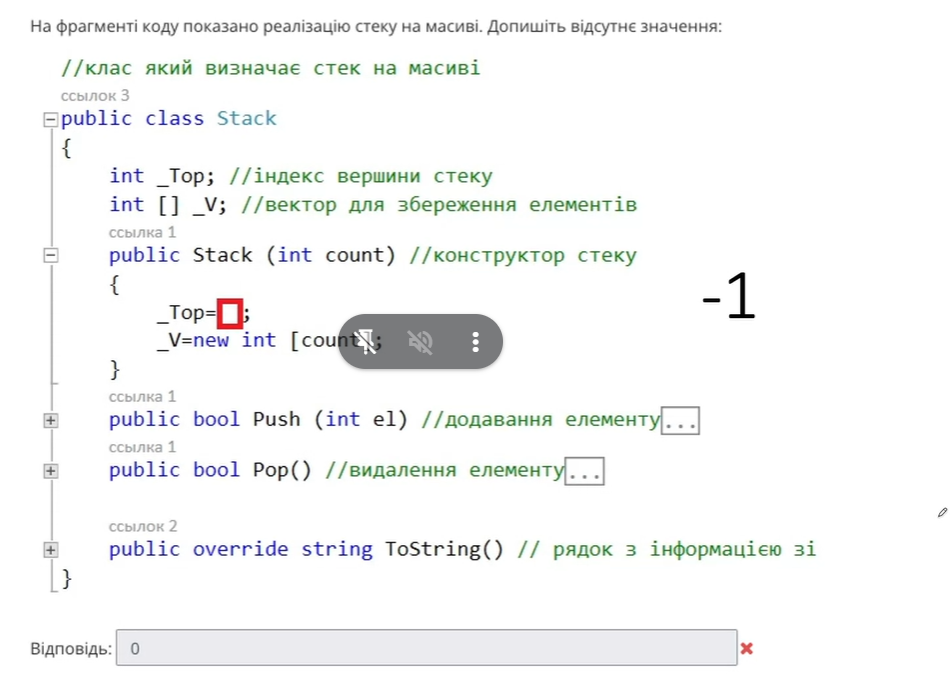 На фрагменті коду показано реалізацію стеку на масиві. Допишіть відсутнє значення:
//клас який визначає стек на масиві
ссылок 3
public class Stack
{
int _Top; //індекс вершини стеку
int [] _V; //вектор для збереження елементів
ссылка 1
public Stack (int count) //конструктор стеку
{
_Top= ;
-1
_V=new int [count];
}
ссылка 1
public bool Push (int el) //додавання елементу...
ссылка 1
public bool Pop() //видалення елементу...
ссылок 2
public override string ToString() // рядок з інформацією зі
}
Відповідь: 0